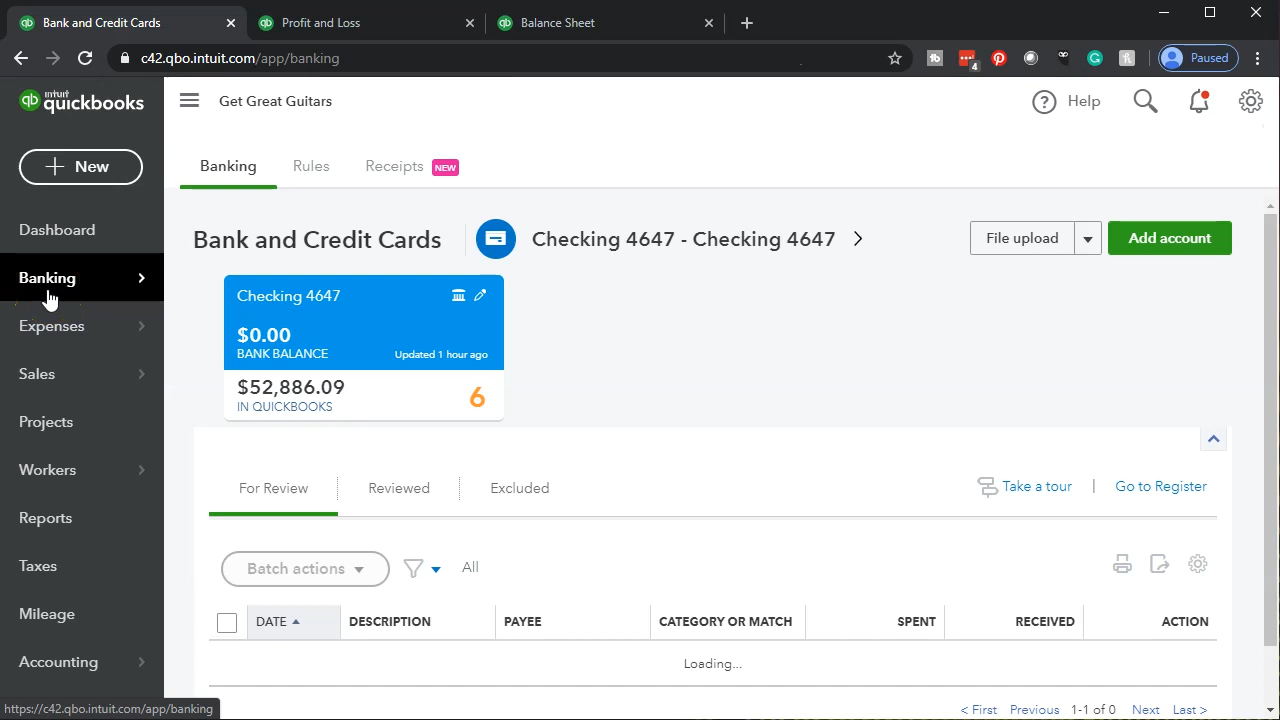 Bank and Credit Cards
Profit and Loss
Balance Sheet
c42.qbo.intuit.com/app/banking
4
Paused
intuit
quickbooks
Get Great Guitars
Help
New
Banking
Rules
Receipts NEW
Dashboard
Banking
Expenses
Sales
Projects
Workers
Reports
Taxes
Mileage
Accounting
Bank and Credit Cards
Checking 4647 - Checking 4647
File upload
Add account
Checking 4647
$0.00
BANK BALANCE
Updated 1 hour ago
$52,886.09
IN QUICKBOOKS
6
For Review
Reviewed
Excluded
Take a tour | Go to Register
Batch actions
All
DATE DESCRIPTION PAYEE CATEGORY OR MATCH SPENT RECEIVED ACTION
Loading...
< First Previous 1-1 of 0 Next Last >
https://c42.qbo.intuit.com/app/banking